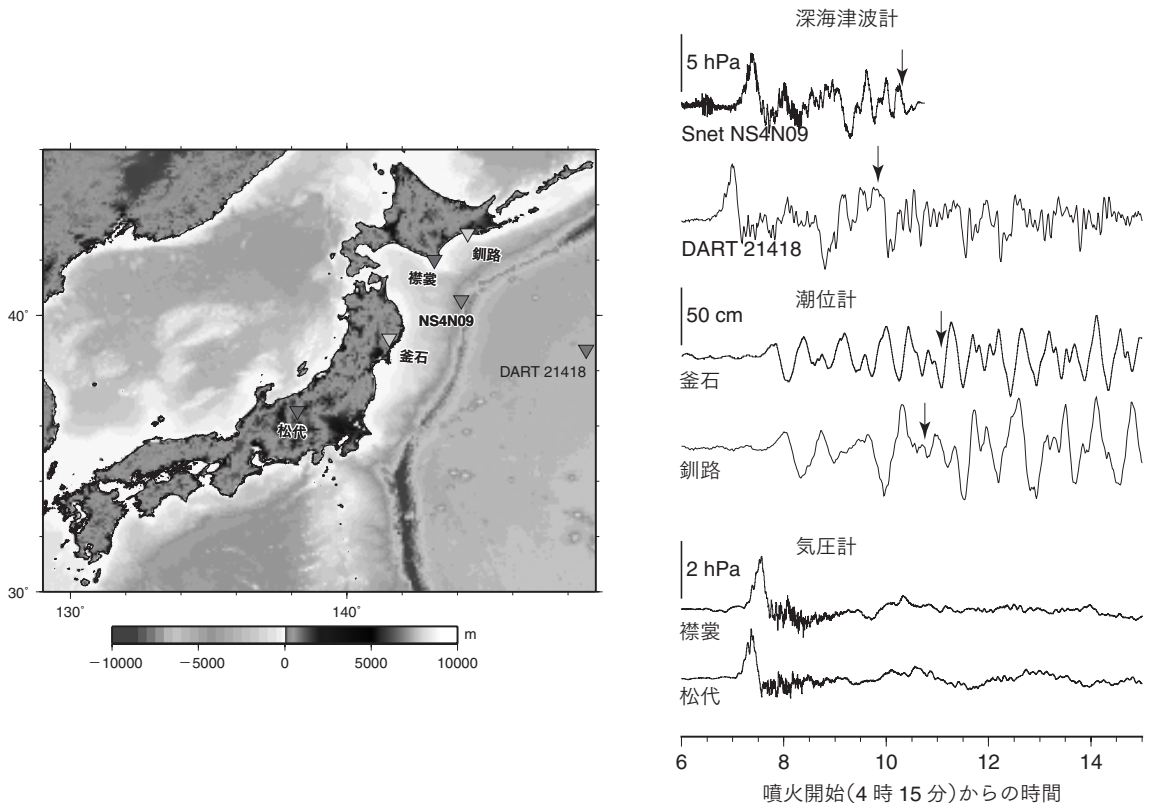 釧路
襟裳
NS4N09
釜石
DART 21418
松代
40˚
30˚
130˚
140˚
m
−10000
−5000
0
5000
10000
深海津波計
5 hPa
Snet NS4N09
DART 21418
潮位計
50 cm
釜石
釧路
気圧計
2 hPa
襟裳
松代
6
8
10
12
14
噴火開始(4 時 15 分)からの時間